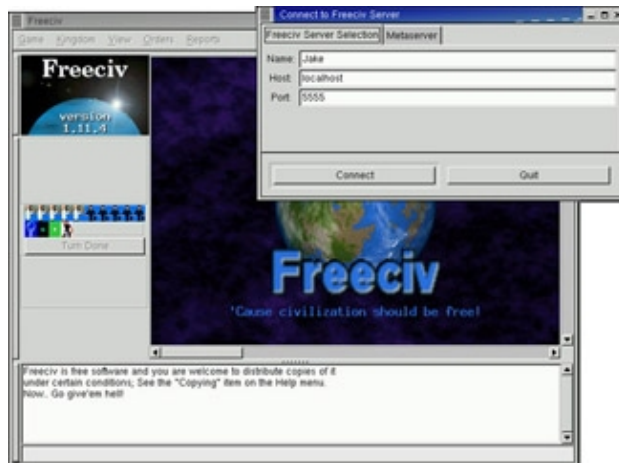 Freeciv
Game Kingdom View Orders Reports
Freeciv
version
1.11.4
Turn Done
Connect to Freeciv Server
Freeciv Server Selection Metaserver
Name: Jake
Host: localhost
Port: 5555
Connect Quit
Freeciv
'Cause civilization should be free!
Freeciv is free software and you are welcome to distribute copies of it
under certain conditions; See the "Copying" item on the Help menu.
Now.. Go give'em hell!